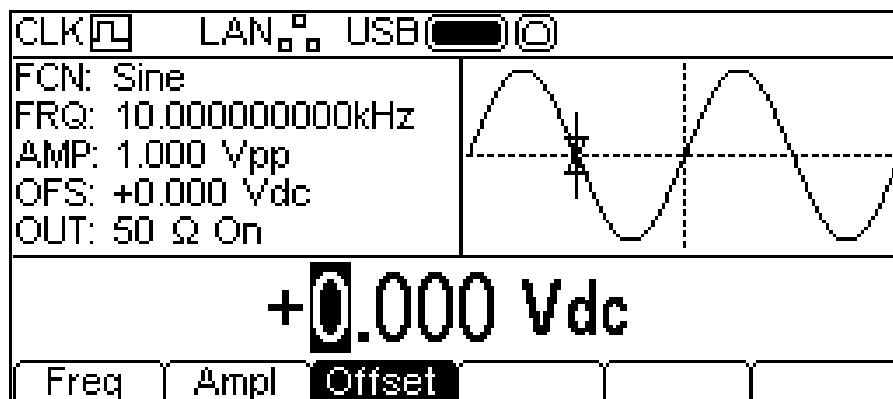 CLK LAN USB
FCN: Sine
FRQ: 10.000000000kHz
AMP: 1.000 Vpp
OFS: +0.000 Vdc
OUT: 50 Ω On
+0.000 Vdc
Freq Ampl Offset